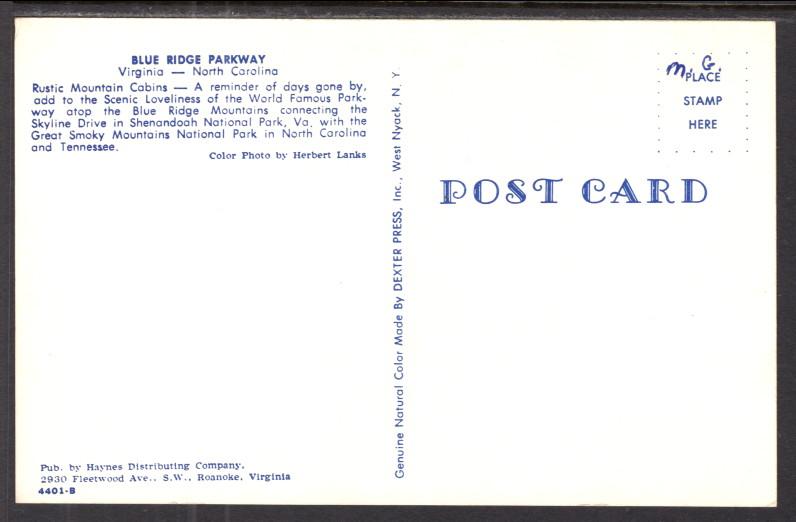 BLUE RIDGE PARKWAY
Virginia — North Carolina
Rustic Mountain Cabins — A reminder of days gone by,
add to the Scenic Loveliness of the World Famous Park-
way atop the Blue Ridge Mountains connecting the
Skyline Drive in Shenandoah National Park, Va. with the
Great Smoky Mountains National Park in North Carolina
and Tennessee.
Color Photo by Herbert Lanks
Pub. by Haynes Distributing Company,
2930 Fleetwood Ave., S.W., Roanoke, Virginia
4401-B
Genuine Natural Color Made By DEXTER PRESS, Inc., West Nyack, N. Y.
M. G.
PLACE
STAMP
HERE
POST CARD